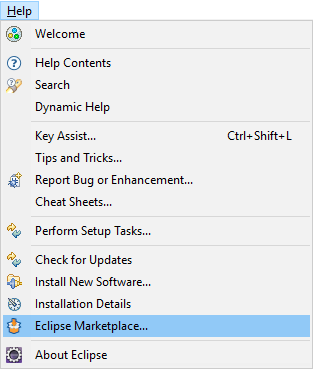 Help
Welcome
Help Contents
Search
Dynamic Help
Key Assist... Ctrl+Shift+L
Tips and Tricks...
Report Bug or Enhancement...
Cheat Sheets...
Perform Setup Tasks...
Check for Updates
Install New Software...
Installation Details
Eclipse Marketplace...
About Eclipse